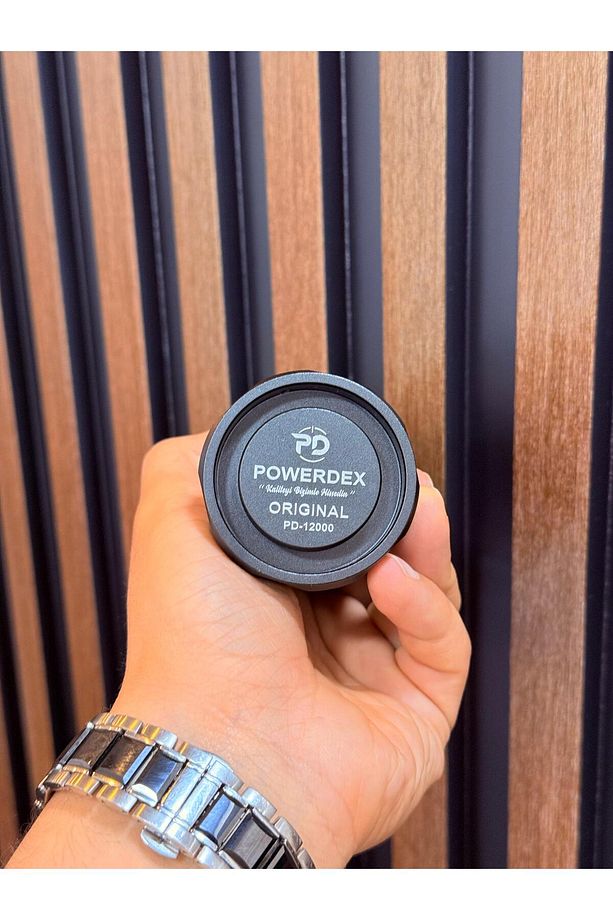 PD
POWERDEX
“Kaliteyi Bizimle Hissedin”
ORIGINAL
PD-12000